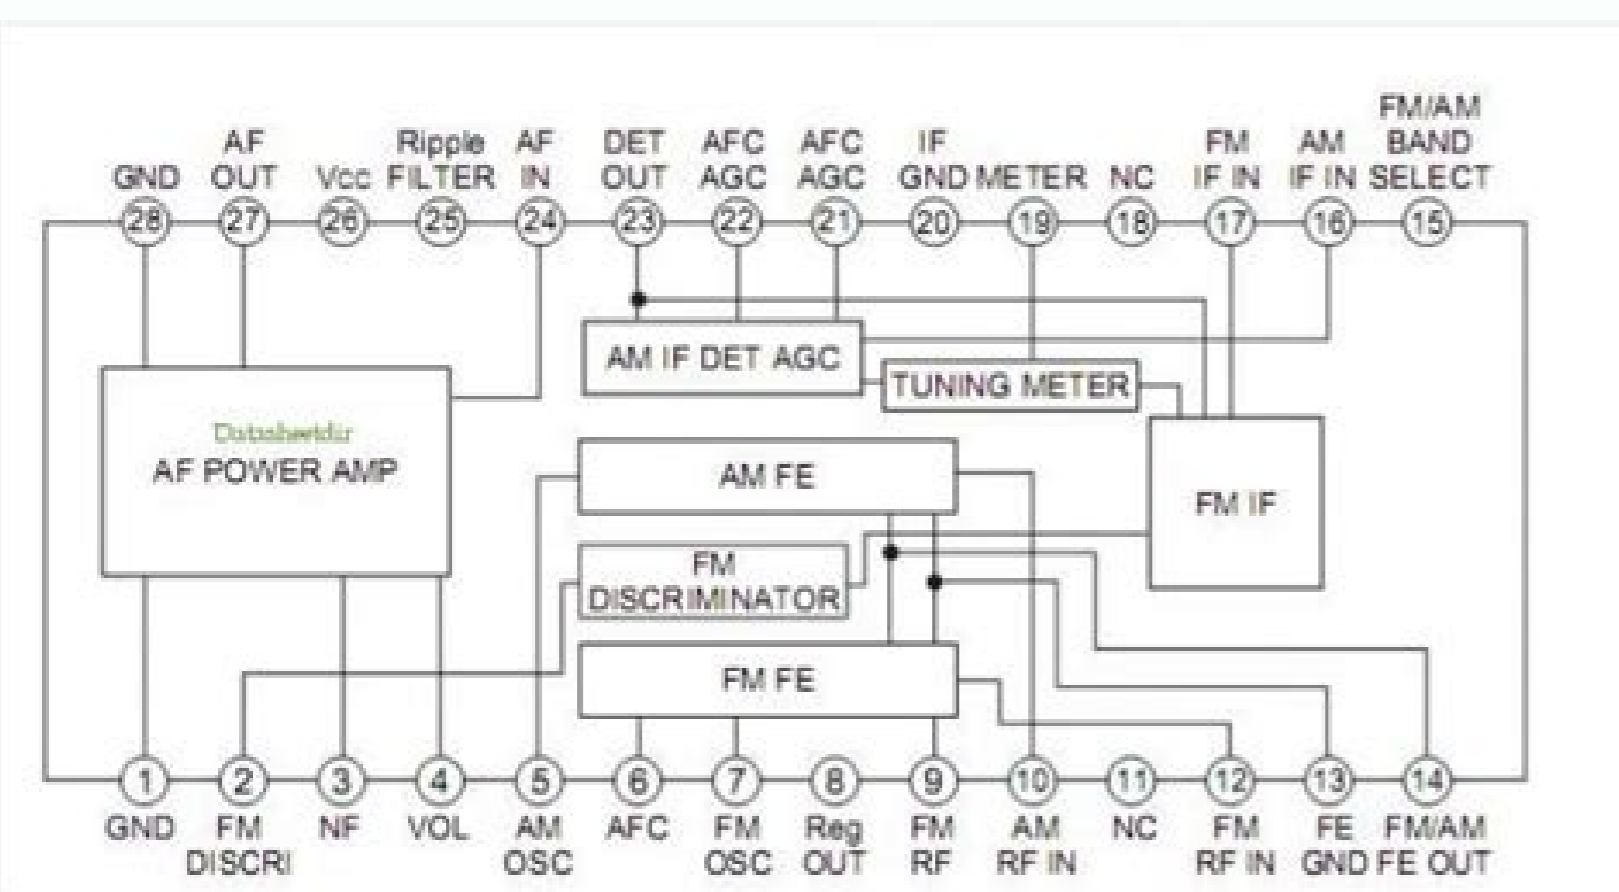 FM/AM
AF Ripple AF DET AFC AFC IF FM AM BAND
GND OUT Vcc FILTER IN OUT AGC AGC GND METER NC IF IN IF IN SELECT
28 27 26 25 24 23 22 21 20 19 18 17 16 15
AM IF DET AGC
TUNING METER
Datasheetdir
AF POWER AMP
AM FE
FM IF
FM
DISCRIMINATOR
FM FE
1 2 3 4 5 6 7 8 9 10 11 12 13 14
GND FM NF VOL AM AFC FM Reg FM AM NC FM FE FM/AM
DISCRI OSC OSC OUT RF RF IN RF IN GND FE OUT